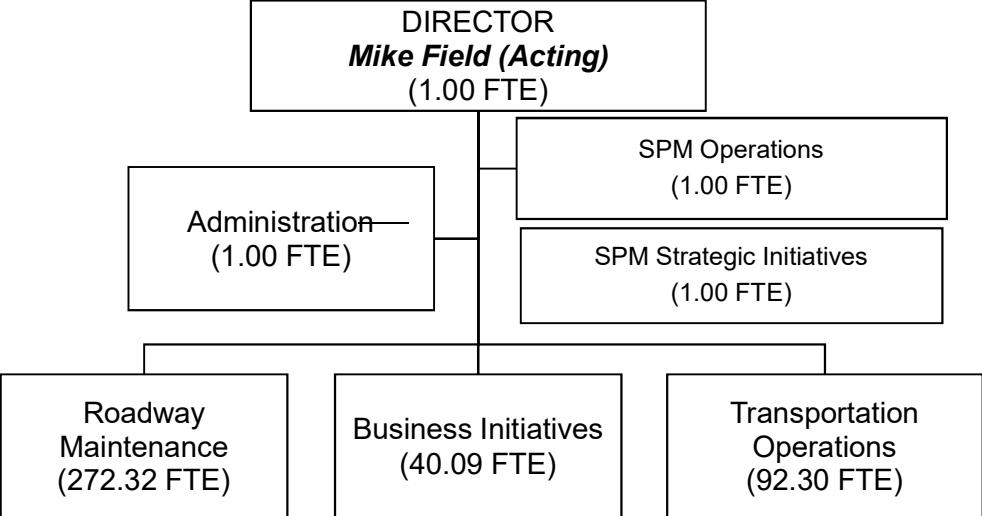 DIRECTOR
Mike Field (Acting)
(1.00 FTE)
SPM Operations
(1.00 FTE)
Administration
(1.00 FTE)
SPM Strategic Initiatives
(1.00 FTE)
Roadway
Maintenance
(272.32 FTE)
Business Initiatives
(40.09 FTE)
Transportation
Operations
(92.30 FTE)